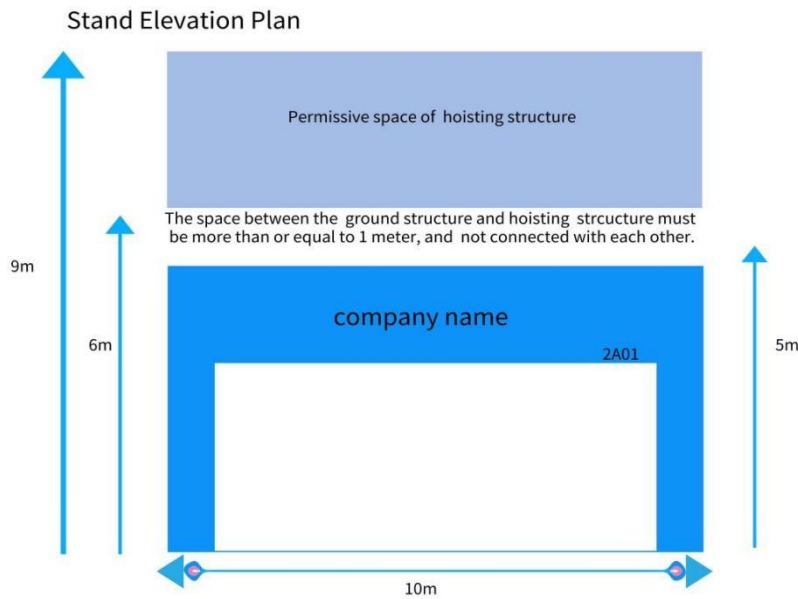 Stand Elevation Plan
Permissive space of hoisting structure
The space between the ground structure and hoisting strcucture must
be more than or equal to 1 meter, and not connected with each other.
9m
company name
6m
2A01
5m
10m